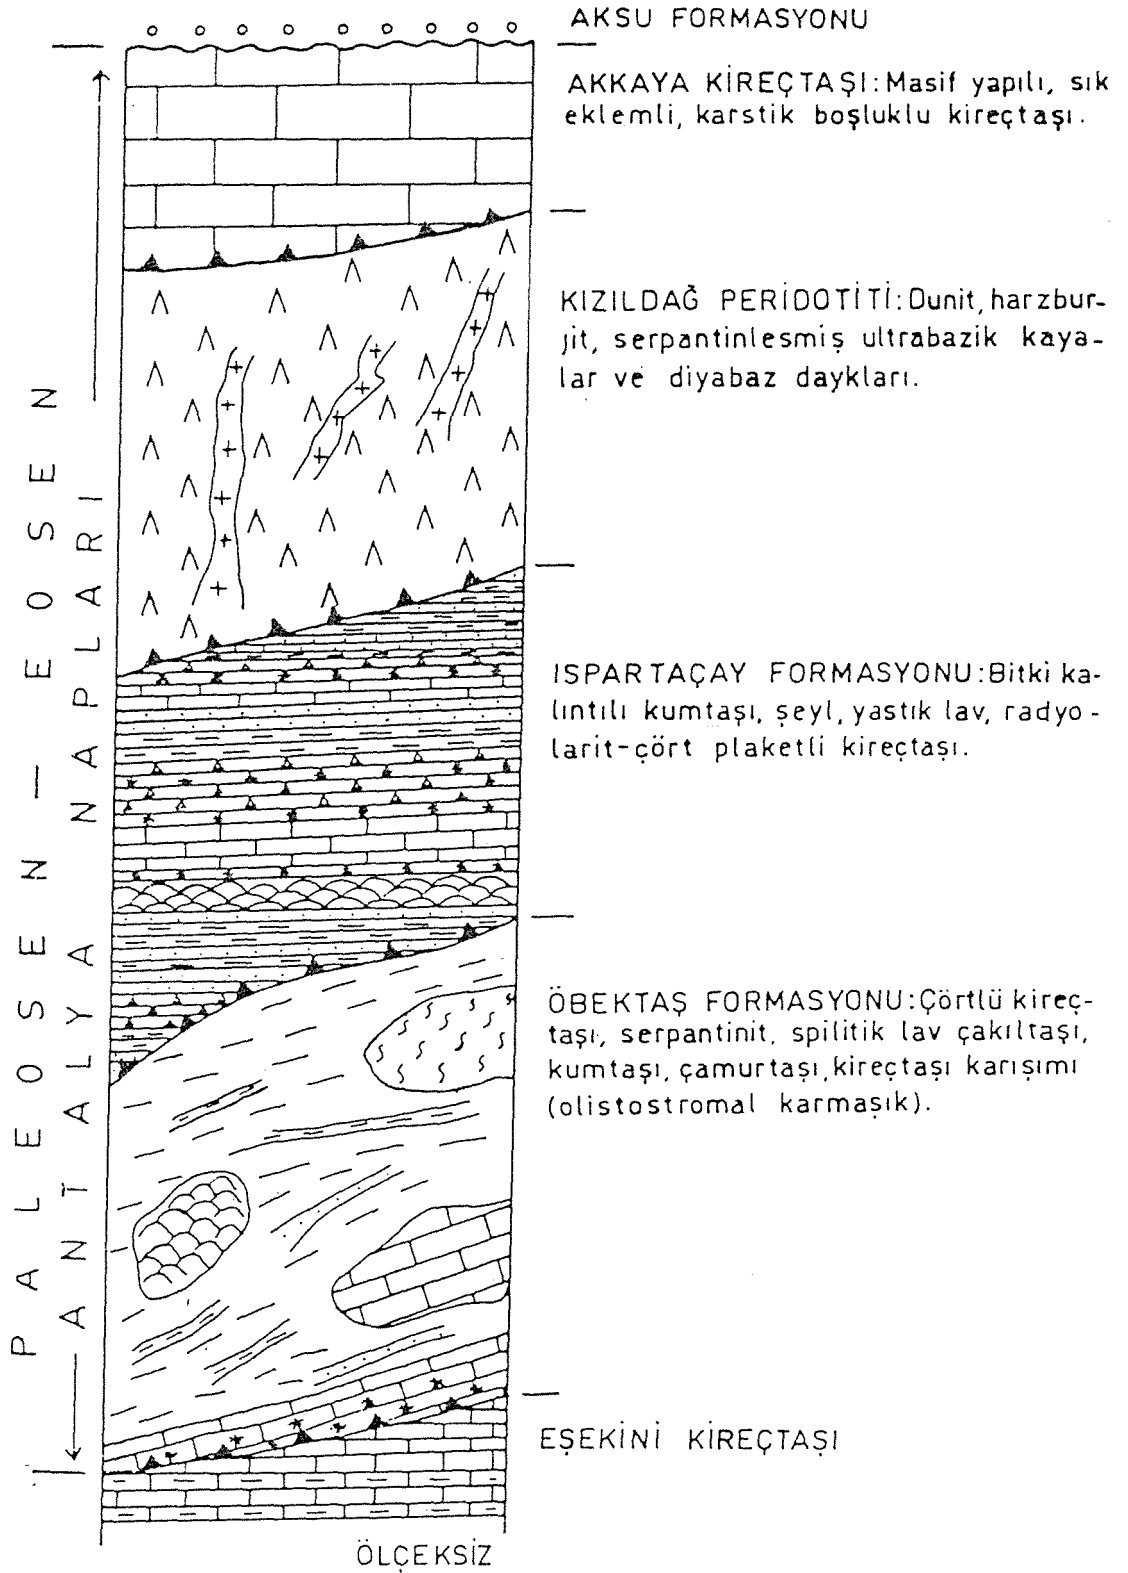 AKSU FORMASYONU
AKKAYA KİREÇTAŞI: Masif yapılı, sık
eklemli, karstik boşluklu kireçtaşı.
KIZILDAĞ PERİDOTİTİ: Dunit, harzbur-
jit, serpantinlesmiş ultrabazik kaya-
lar ve diyabaz daykları.
ISPARTAÇAY FORMASYONU: Bitki ka-
lıntılı kumtaşı, şeyl, yastık lav, radyo-
larit-çört plaketli kireçtaşı.
ÖBEKTAŞ FORMASYONU: Çörtlü kireç-
taşı, serpantinit, spilitik lav çakıltaşı,
kumtaşı, çamurtaşı, kireçtaşı karışımı
(olistostromal karmaşık).
EŞEKİNİ KİREÇTAŞI
ÖLÇEKSİZ
PALEOSEN — EOSEN
ANTALYA NAPLARI